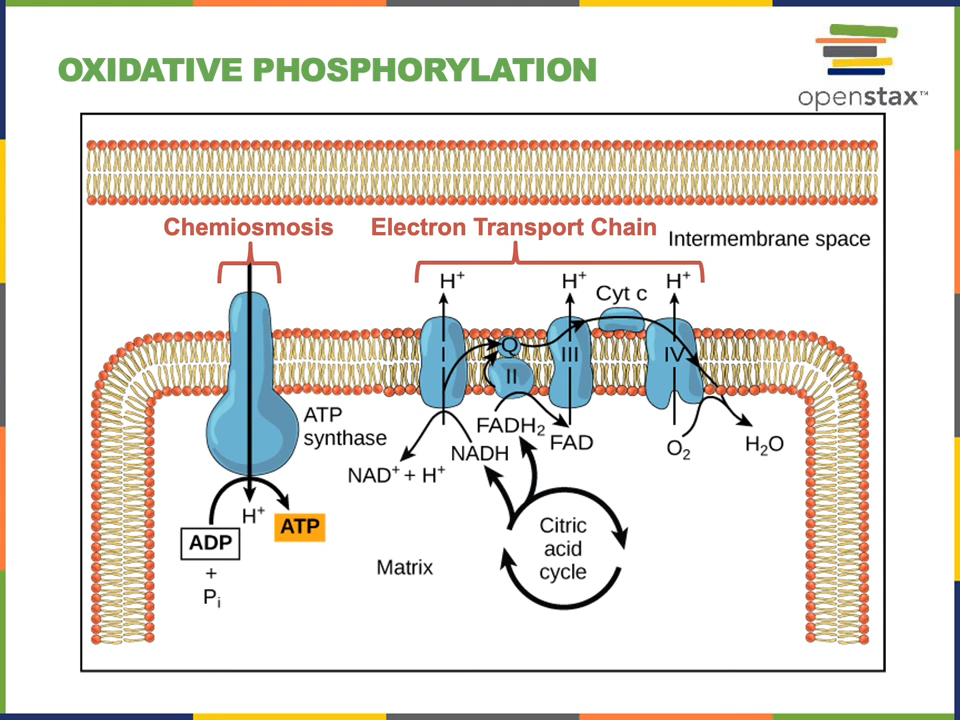 OXIDATIVE PHOSPHORYLATION
openstax™
Chemiosmosis
Electron Transport Chain
Intermembrane space
H⁺
H⁺
Cyt c
H⁺
I
Q
II
III
IV
ATP
synthase
FADH₂
FAD
NADH
NAD⁺ + H⁺
O₂
H₂O
H⁺
ATP
ADP
+
Pᵢ
Matrix
Citric
acid
cycle